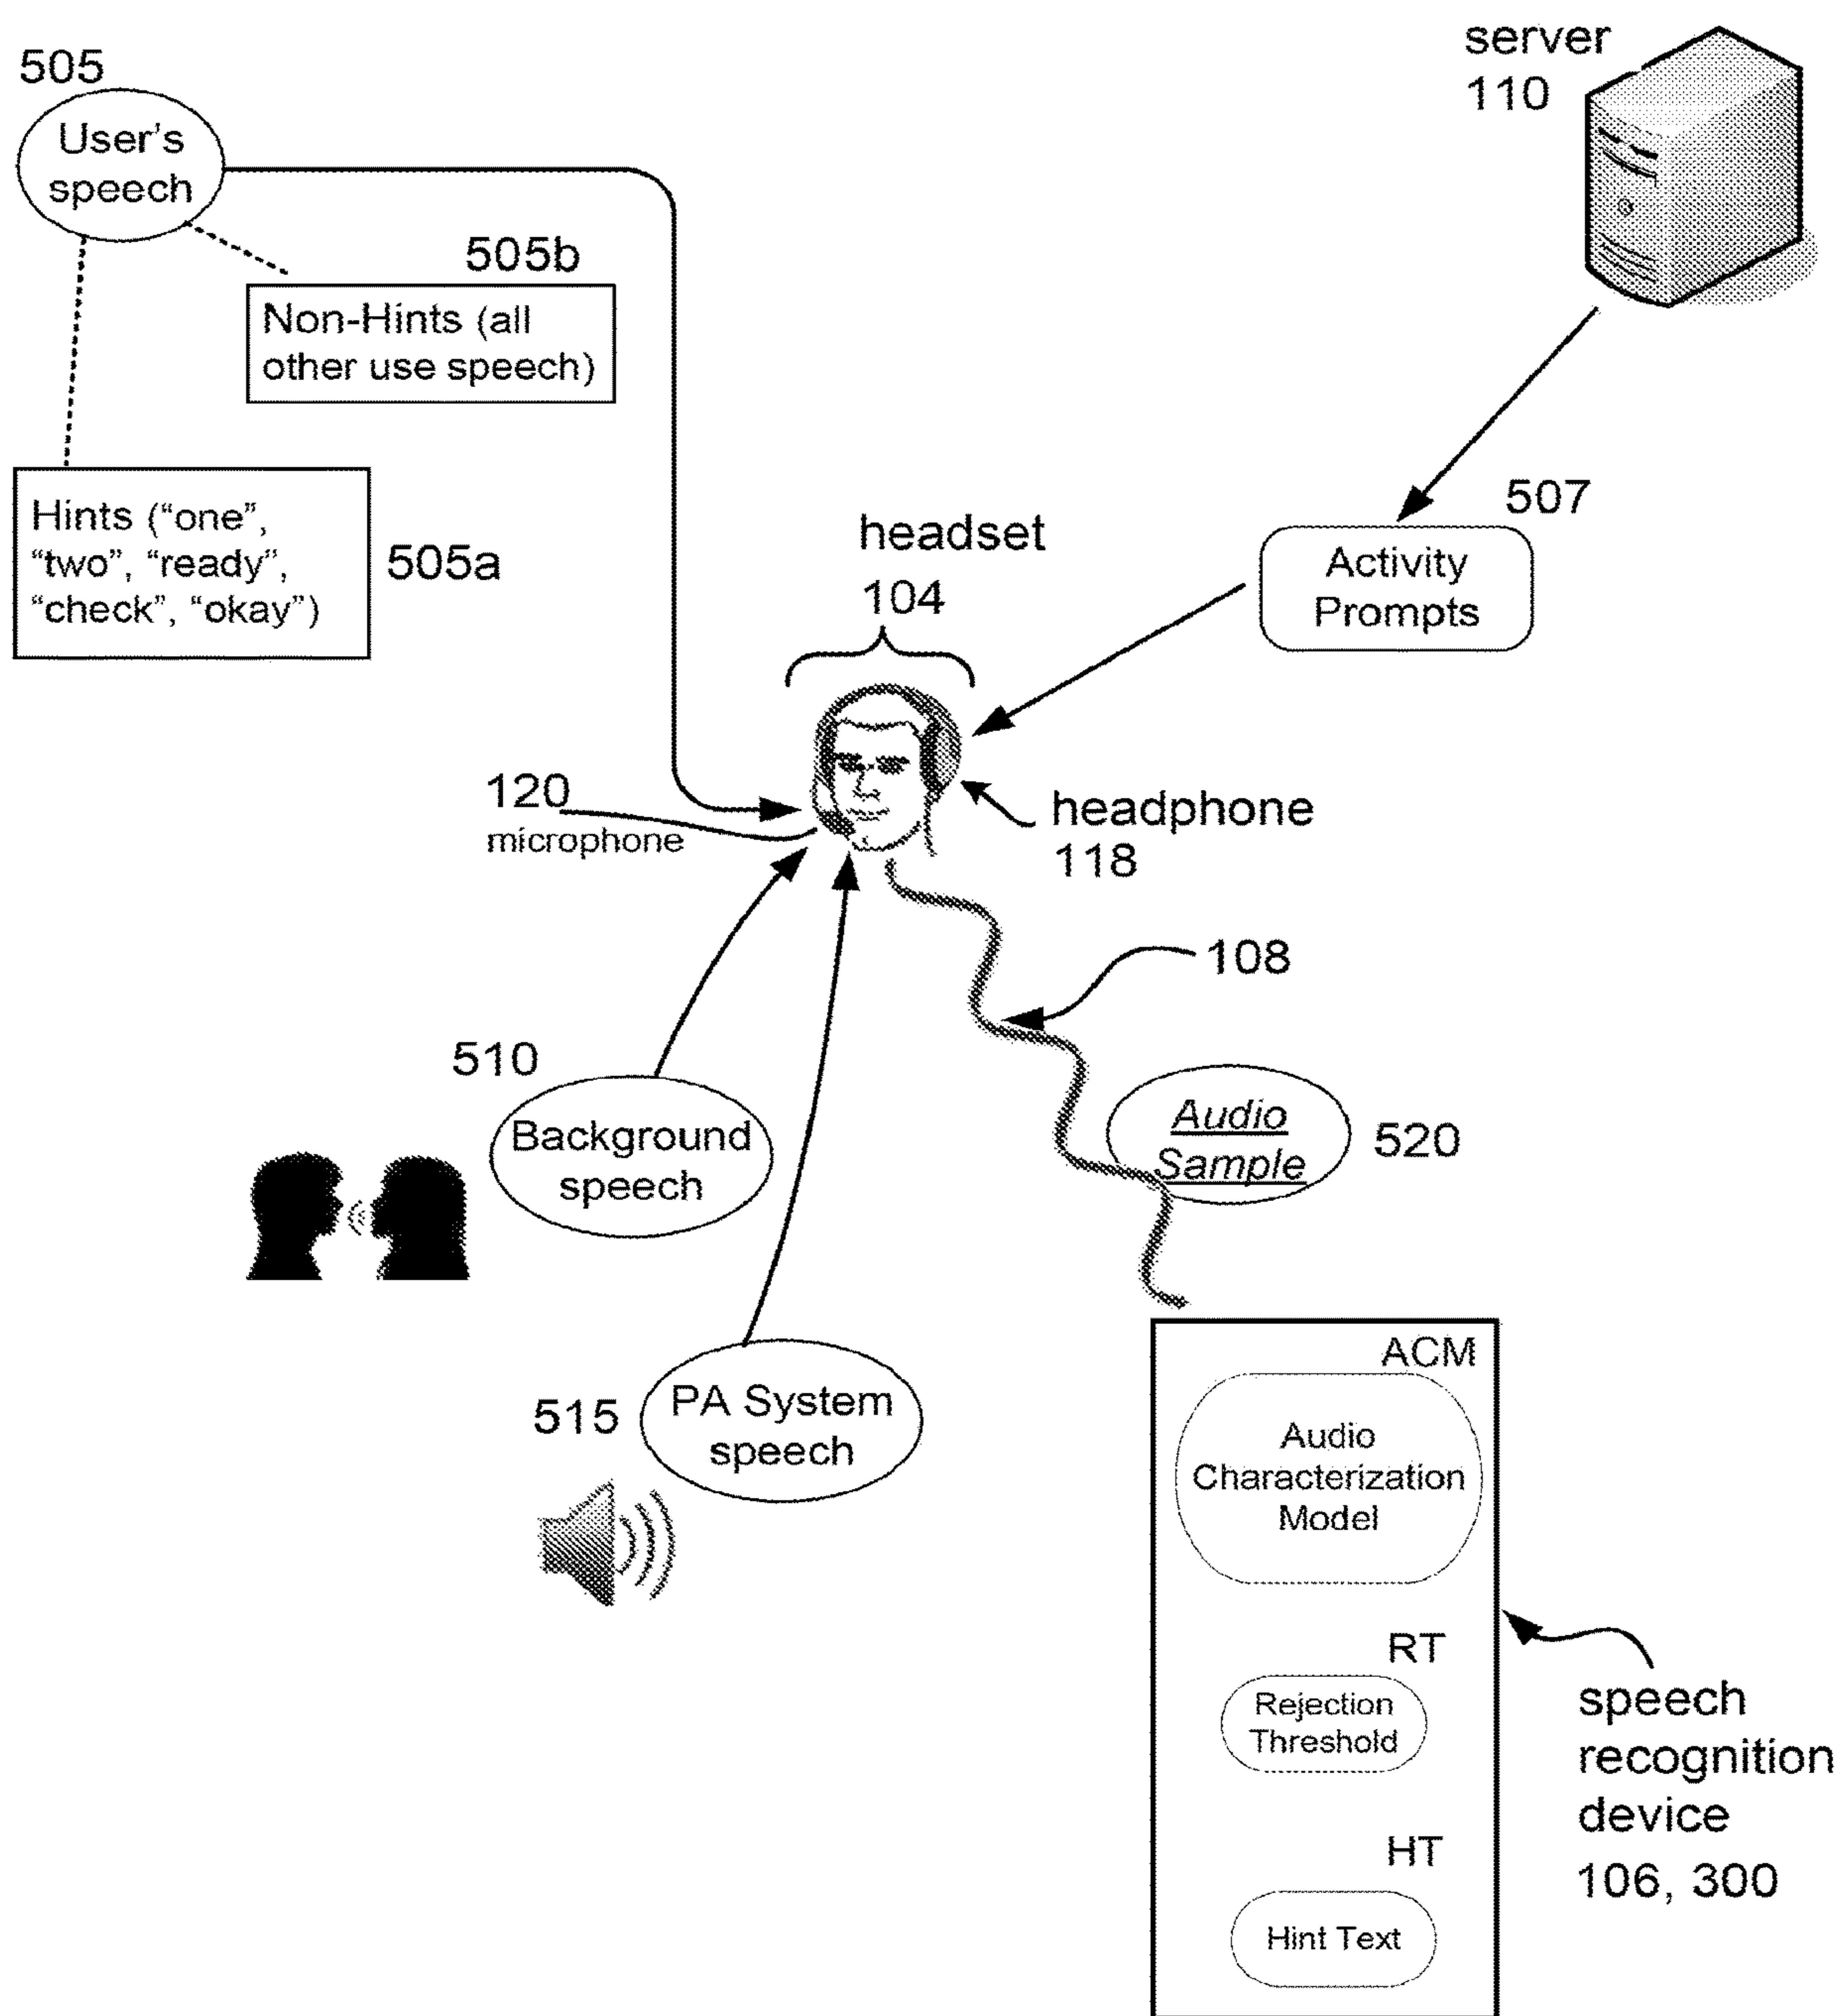 505
User's
speech
505b
Non-Hints (all
other use speech)
Hints (“one”,
“two”, “ready”,
“check”, “okay”)
505a
server
110
507
Activity
Prompts
headset
104
120
microphone
headphone
118
108
510
Background
speech
Audio
Sample
520
515
PA System
speech
ACM
Audio
Characterization
Model
RT
Rejection
Threshold
HT
Hint Text
speech
recognition
device
106, 300